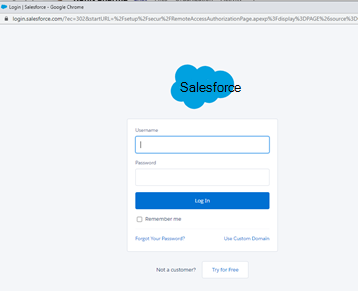 Login | Salesforce - Google Chrome
login.salesforce.com/?ec=302&startURL=%2Fsetup%2Fsecur%2FRemoteAccessAuthorizationPage.apexp%3Fdisplay%3DPAGE%26source%3D
Salesforce
Username
Password
Log In
Remember me
Forgot Your Password?
Use Custom Domain
Not a customer?
Try for Free